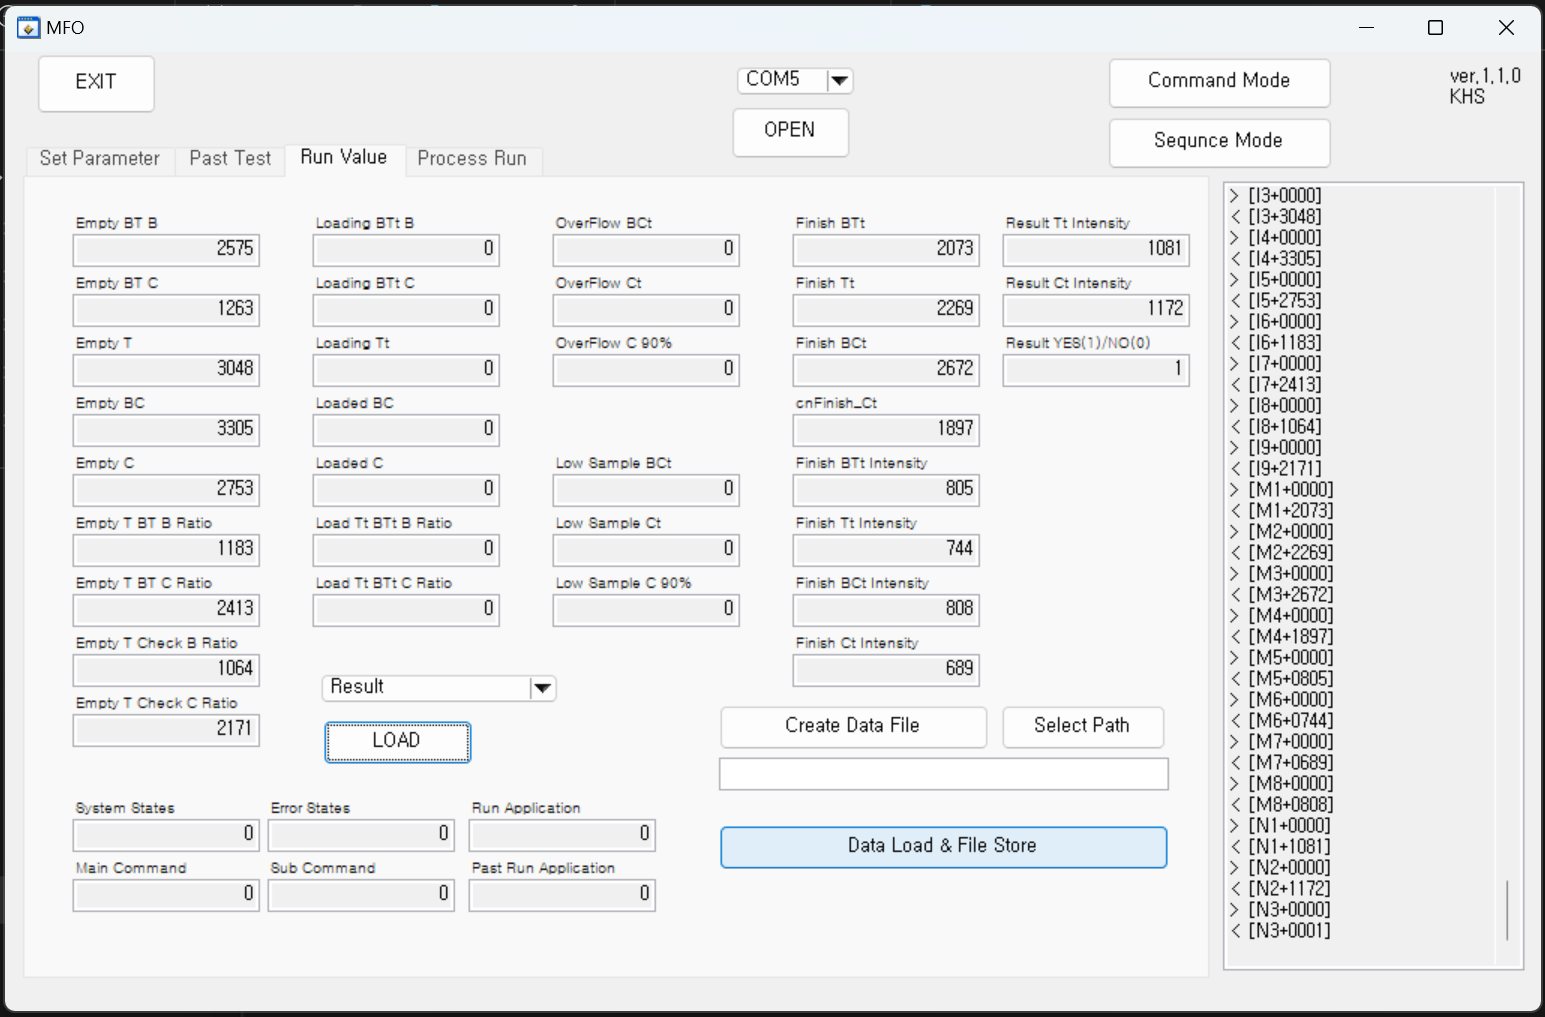 MFO
EXIT
COM5
OPEN
Command Mode
Sequnce Mode
ver,1,1,0
KHS
Set Parameter
Past Test
Run Value
Process Run
Empty BT B
2575
Empty BT C
1263
Empty T
3048
Empty BC
3305
Empty C
2753
Empty T BT B Ratio
1183
Empty T BT C Ratio
2413
Empty T Check B Ratio
1064
Empty T Check C Ratio
2171
Loading BTt B
0
Loading BTt C
0
Loading Tt
0
Loaded BC
0
Loaded C
0
Load Tt BTt B Ratio
0
Load Tt BTt C Ratio
0
Result
LOAD
OverFlow BCt
0
OverFlow Ct
0
OverFlow C 90%
0
Low Sample BCt
0
Low Sample Ct
0
Low Sample C 90%
0
Finish BTt
2073
Finish Tt
2269
Finish BCt
2672
cnFinish_Ct
1897
Finish BTt Intensity
805
Finish Tt Intensity
744
Finish BCt Intensity
808
Finish Ct Intensity
689
Result Tt Intensity
1081
Result Ct Intensity
1172
Result YES(1)/NO(0)
1
Create Data File
Select Path
Data Load & File Store
System States
0
Error States
0
Run Application
0
Main Command
0
Sub Command
0
Past Run Application
0
> [I3+0000]
< [I3+3048]
> [I4+0000]
< [I4+3305]
> [I5+0000]
< [I5+2753]
> [I6+0000]
< [I6+1183]
> [I7+0000]
< [I7+2413]
> [I8+0000]
< [I8+1064]
> [I9+0000]
< [I9+2171]
> [M1+0000]
< [M1+2073]
> [M2+0000]
< [M2+2269]
> [M3+0000]
< [M3+2672]
> [M4+0000]
< [M4+1897]
> [M5+0000]
< [M5+0805]
> [M6+0000]
< [M6+0744]
> [M7+0000]
< [M7+0689]
> [M8+0000]
< [M8+0808]
> [N1+0000]
< [N1+1081]
> [N2+0000]
< [N2+1172]
> [N3+0000]
< [N3+0001]